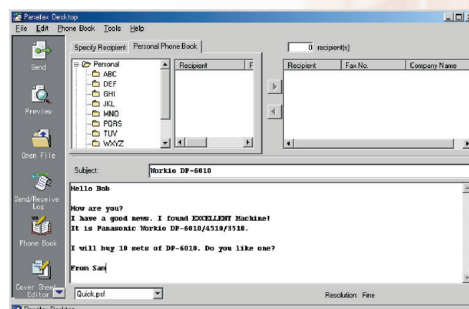 Panafax Desktop
File Edit Phone Book Tools Help
Send
Preview
Open File
Send/Receive
Log
Phone Book
Cover Sheet
Editor
Specify Recipient Personal Phone Book
Personal
ABC
DEF
GHI
JKL
MNO
PQRS
TUV
WXYZ
Recipient F
0 recipient(s)
Recipient Fax No. Company Name
Subject: Workio DP-6010
Hello Bob
How are you?
I have a good news. I found EXCELLENT Machine!
It is Panasonic Workio DP-6010/4510/3510.
I will buy 10 sets of DP-6010. Do you like one?
From Sam
Quick.psf
Resolution: Fine
Panafax Desktop